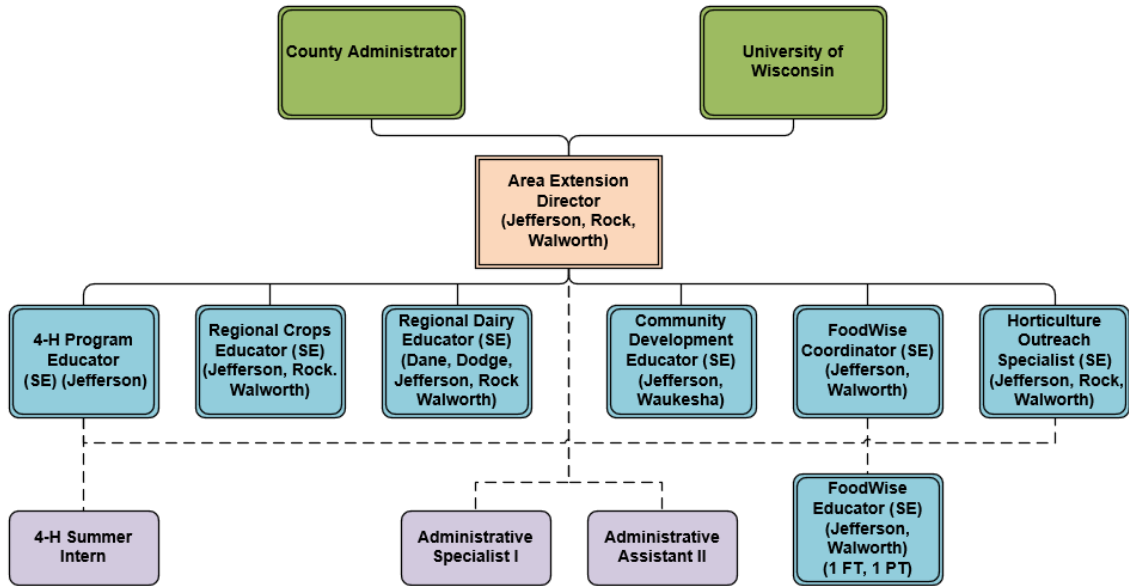 County Administrator
University of
Wisconsin
Area Extension
Director
(Jefferson, Rock,
Walworth)
4-H Program
Educator
(SE) (Jefferson)
Regional Crops
Educator (SE)
(Jefferson, Rock.
Walworth)
Regional Dairy
Educator (SE)
(Dane, Dodge,
Jefferson, Rock
Walworth)
Community
Development
Educator (SE)
(Jefferson,
Waukesha)
FoodWise
Coordinator (SE)
(Jefferson,
Walworth)
Horticulture
Outreach
Specialist (SE)
(Jefferson, Rock,
Walworth)
4-H Summer
Intern
Administrative
Specialist I
Administrative
Assistant II
FoodWise
Educator (SE)
(Jefferson,
Walworth)
(1 FT, 1 PT)